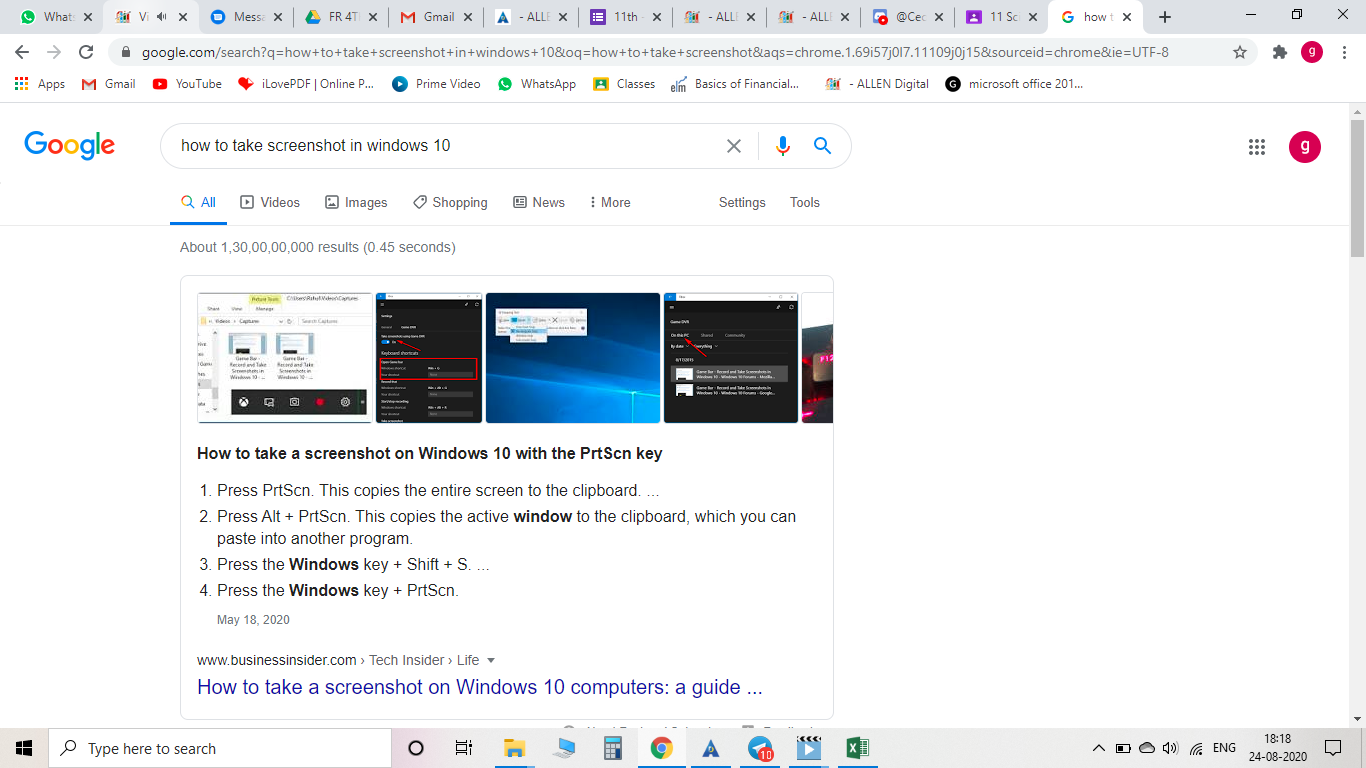 Whats
Vi
Messa
FR 4TH
Gmail
- ALLE
11th
- ALLE
- ALLE
@Cec
11 Sc
how t
google.com/search?q=how+to+take+screenshot+in+windows+10&oq=how+to+take+screenshot&aqs=chrome.1.69i57j0l7.11109j0j15&sourceid=chrome&ie=UTF-8
g
Apps
Gmail
YouTube
iLovePDF | Online P...
Prime Video
WhatsApp
Classes
Basics of Financial...
- ALLEN Digital
microsoft office 201...
Google
how to take screenshot in windows 10
g
All
Videos
Images
Shopping
News
More
Settings
Tools
About 1,30,00,00,000 results (0.45 seconds)
How to take a screenshot on Windows 10 with the PrtScn key
1. Press PrtScn. This copies the entire screen to the clipboard. ...
2. Press Alt + PrtScn. This copies the active window to the clipboard, which you can
paste into another program.
3. Press the Windows key + Shift + S. ...
4. Press the Windows key + PrtScn.
May 18, 2020
www.businessinsider.com › Tech Insider › Life
How to take a screenshot on Windows 10 computers: a guide ...
Type here to search
10
ENG
18:18
24-08-2020